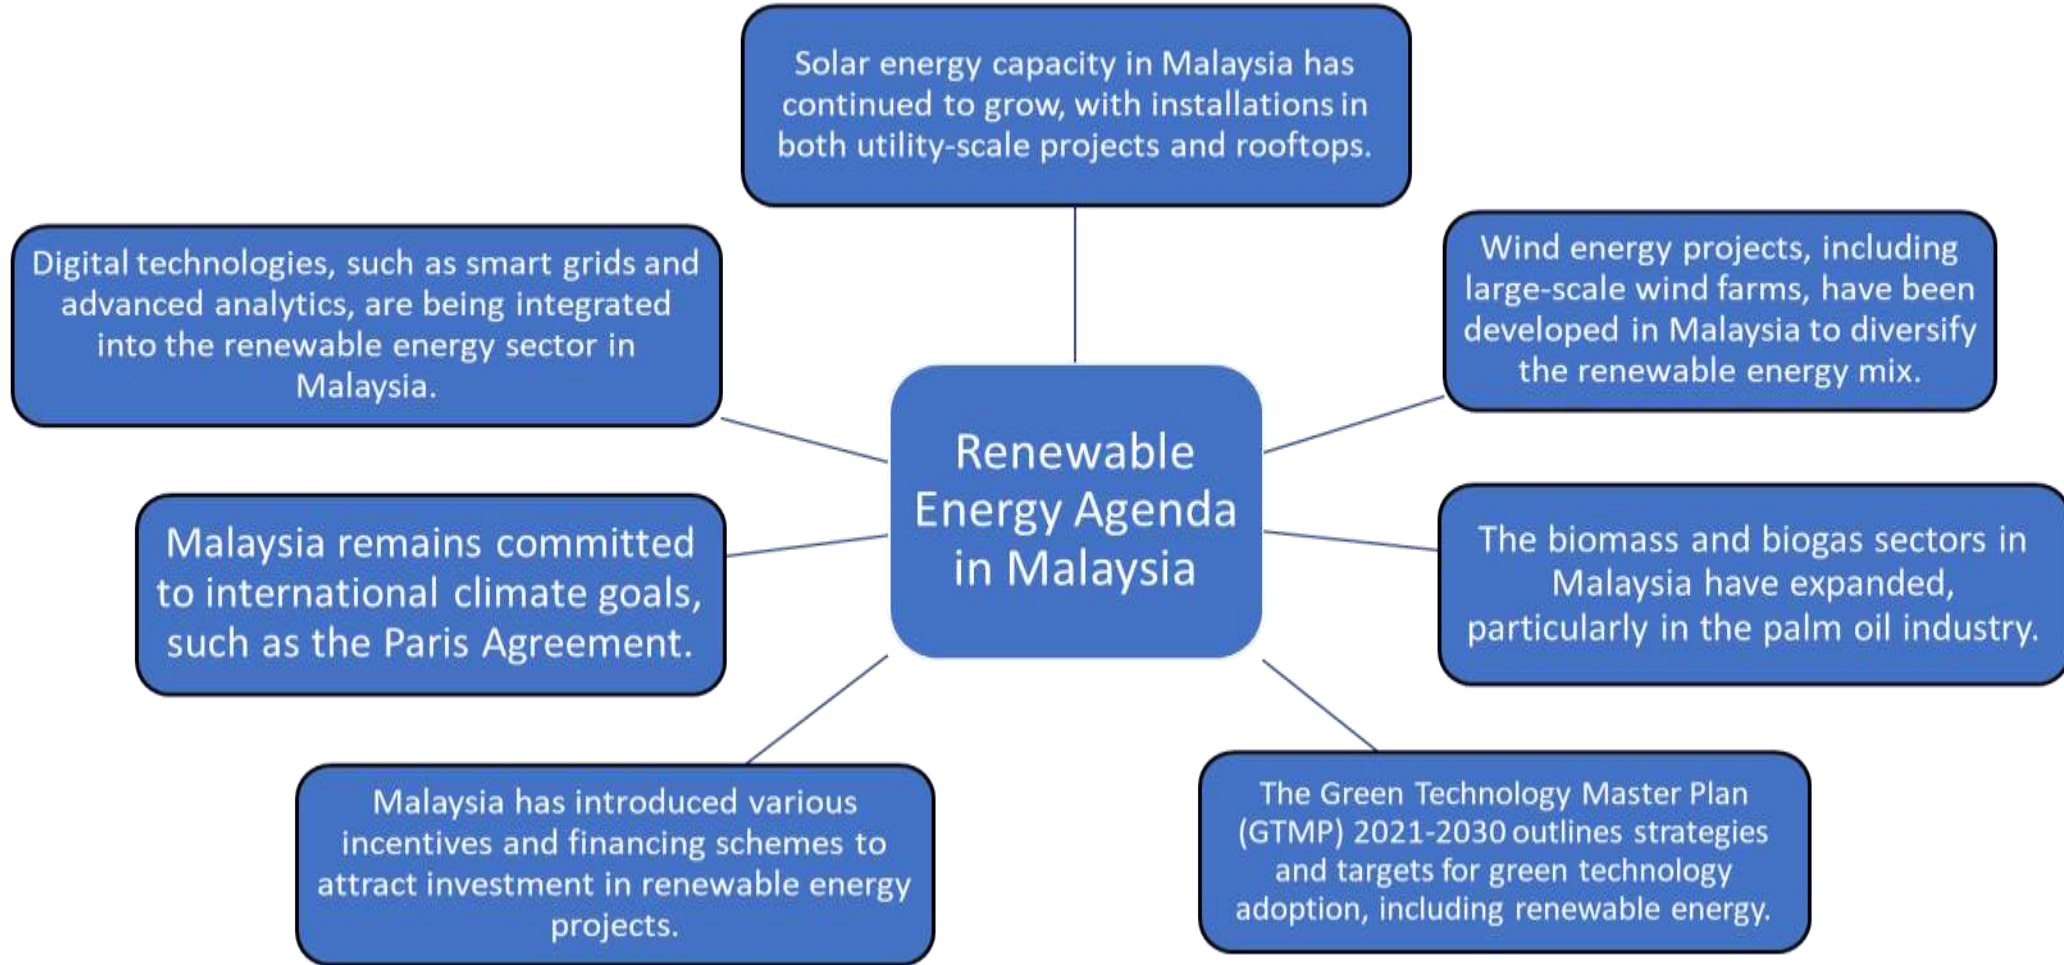 Solar energy capacity in Malaysia has
continued to grow, with installations in
both utility-scale projects and rooftops.
Digital technologies, such as smart grids and
advanced analytics, are being integrated
into the renewable energy sector in
Malaysia.
Wind energy projects, including
large-scale wind farms, have been
developed in Malaysia to diversify
the renewable energy mix.
Renewable
Energy Agenda
in Malaysia
Malaysia remains committed
to international climate goals,
such as the Paris Agreement.
The biomass and biogas sectors in
Malaysia have expanded,
particularly in the palm oil industry.
Malaysia has introduced various
incentives and financing schemes to
attract investment in renewable energy
projects.
The Green Technology Master Plan
(GTMP) 2021-2030 outlines strategies
and targets for green technology
adoption, including renewable energy.